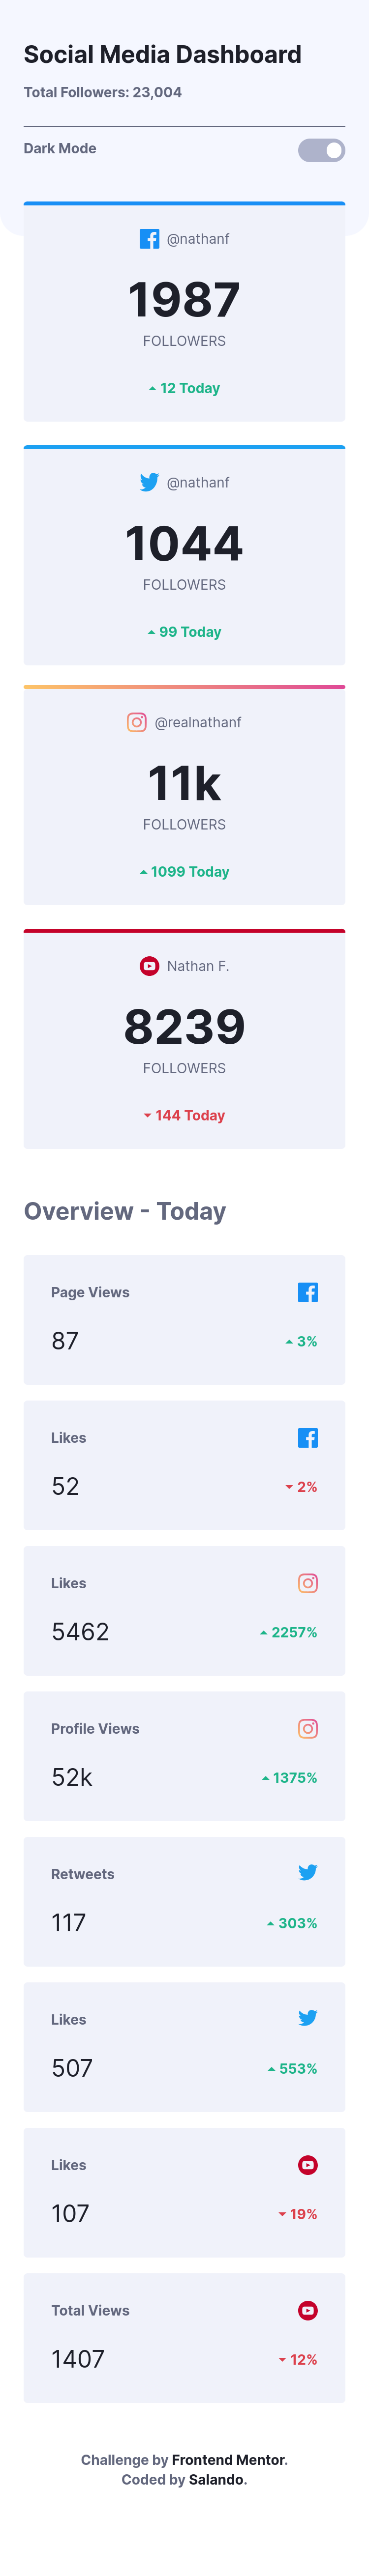 Social Media Dashboard
Total Followers: 23,004
Dark Mode
@nathanf
1987
FOLLOWERS
12 Today
@nathanf
1044
FOLLOWERS
99 Today
@realnathanf
11k
FOLLOWERS
1099 Today
Nathan F.
8239
FOLLOWERS
144 Today
Overview - Today
Page Views
87
3%
Likes
52
2%
Likes
5462
2257%
Profile Views
52k
1375%
Retweets
117
303%
Likes
507
553%
Likes
107
19%
Total Views
1407
12%
Challenge by Frontend Mentor.
Coded by Salando.